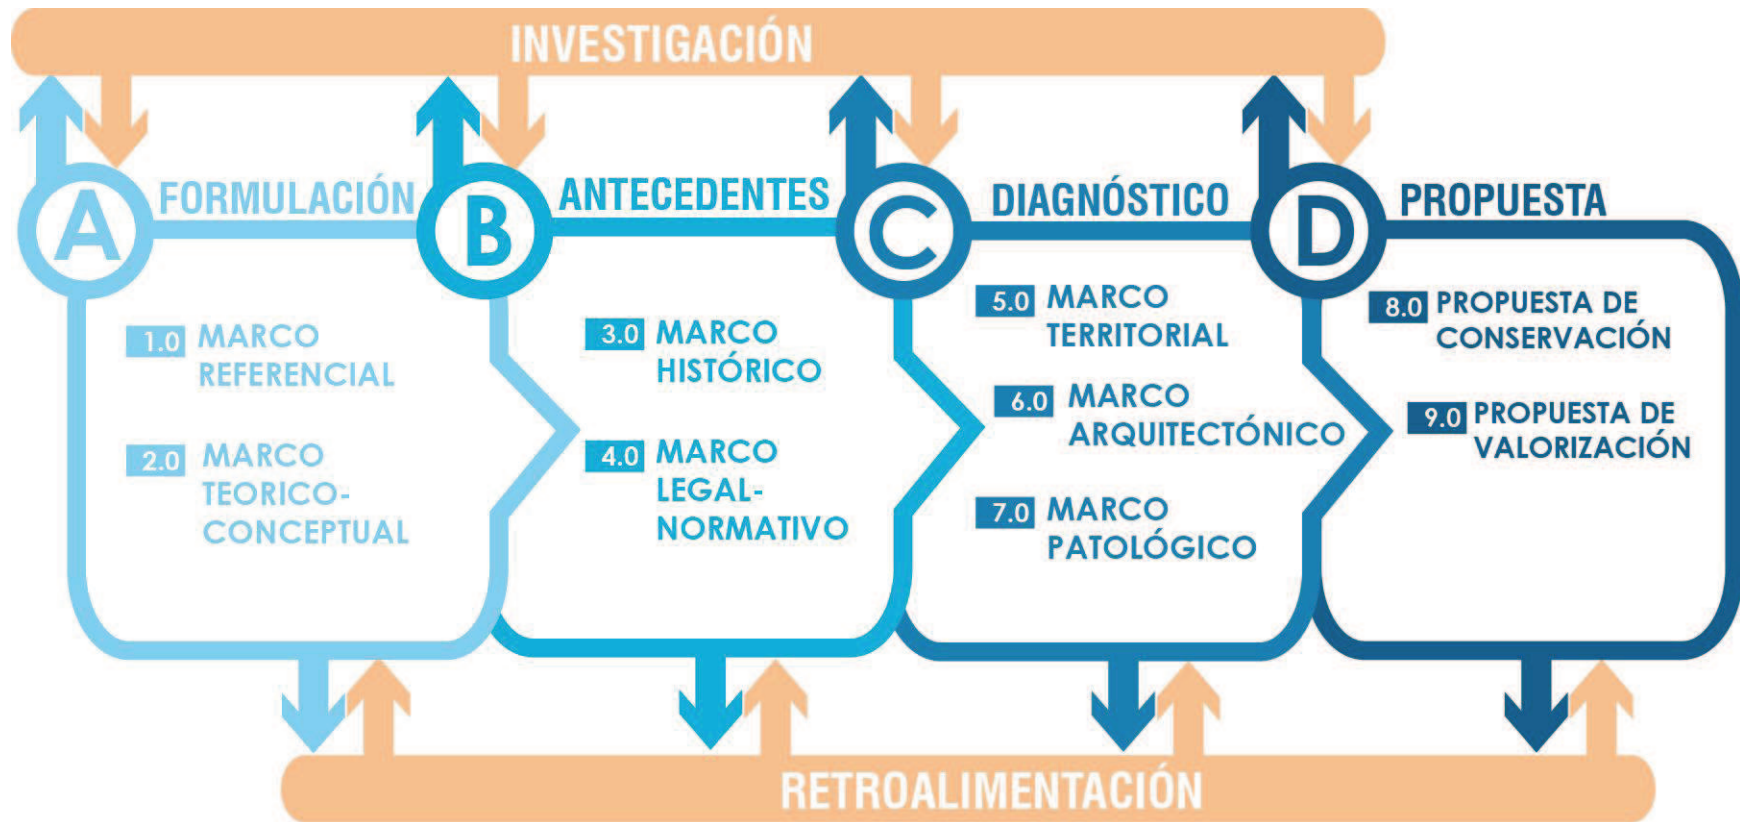 INVESTIGACIÓN
A
FORMULACIÓN
1.0 MARCO
REFERENCIAL
2.0 MARCO
TEORICO-
CONCEPTUAL
B
ANTECEDENTES
3.0 MARCO
HISTÓRICO
4.0 MARCO
LEGAL-
NORMATIVO
C
DIAGNÓSTICO
5.0 MARCO
TERRITORIAL
6.0 MARCO
ARQUITECTÓNICO
7.0 MARCO
PATOLÓGICO
D
PROPUESTA
8.0 PROPUESTA DE
CONSERVACIÓN
9.0 PROPUESTA DE
VALORIZACIÓN
RETROALIMENTACIÓN